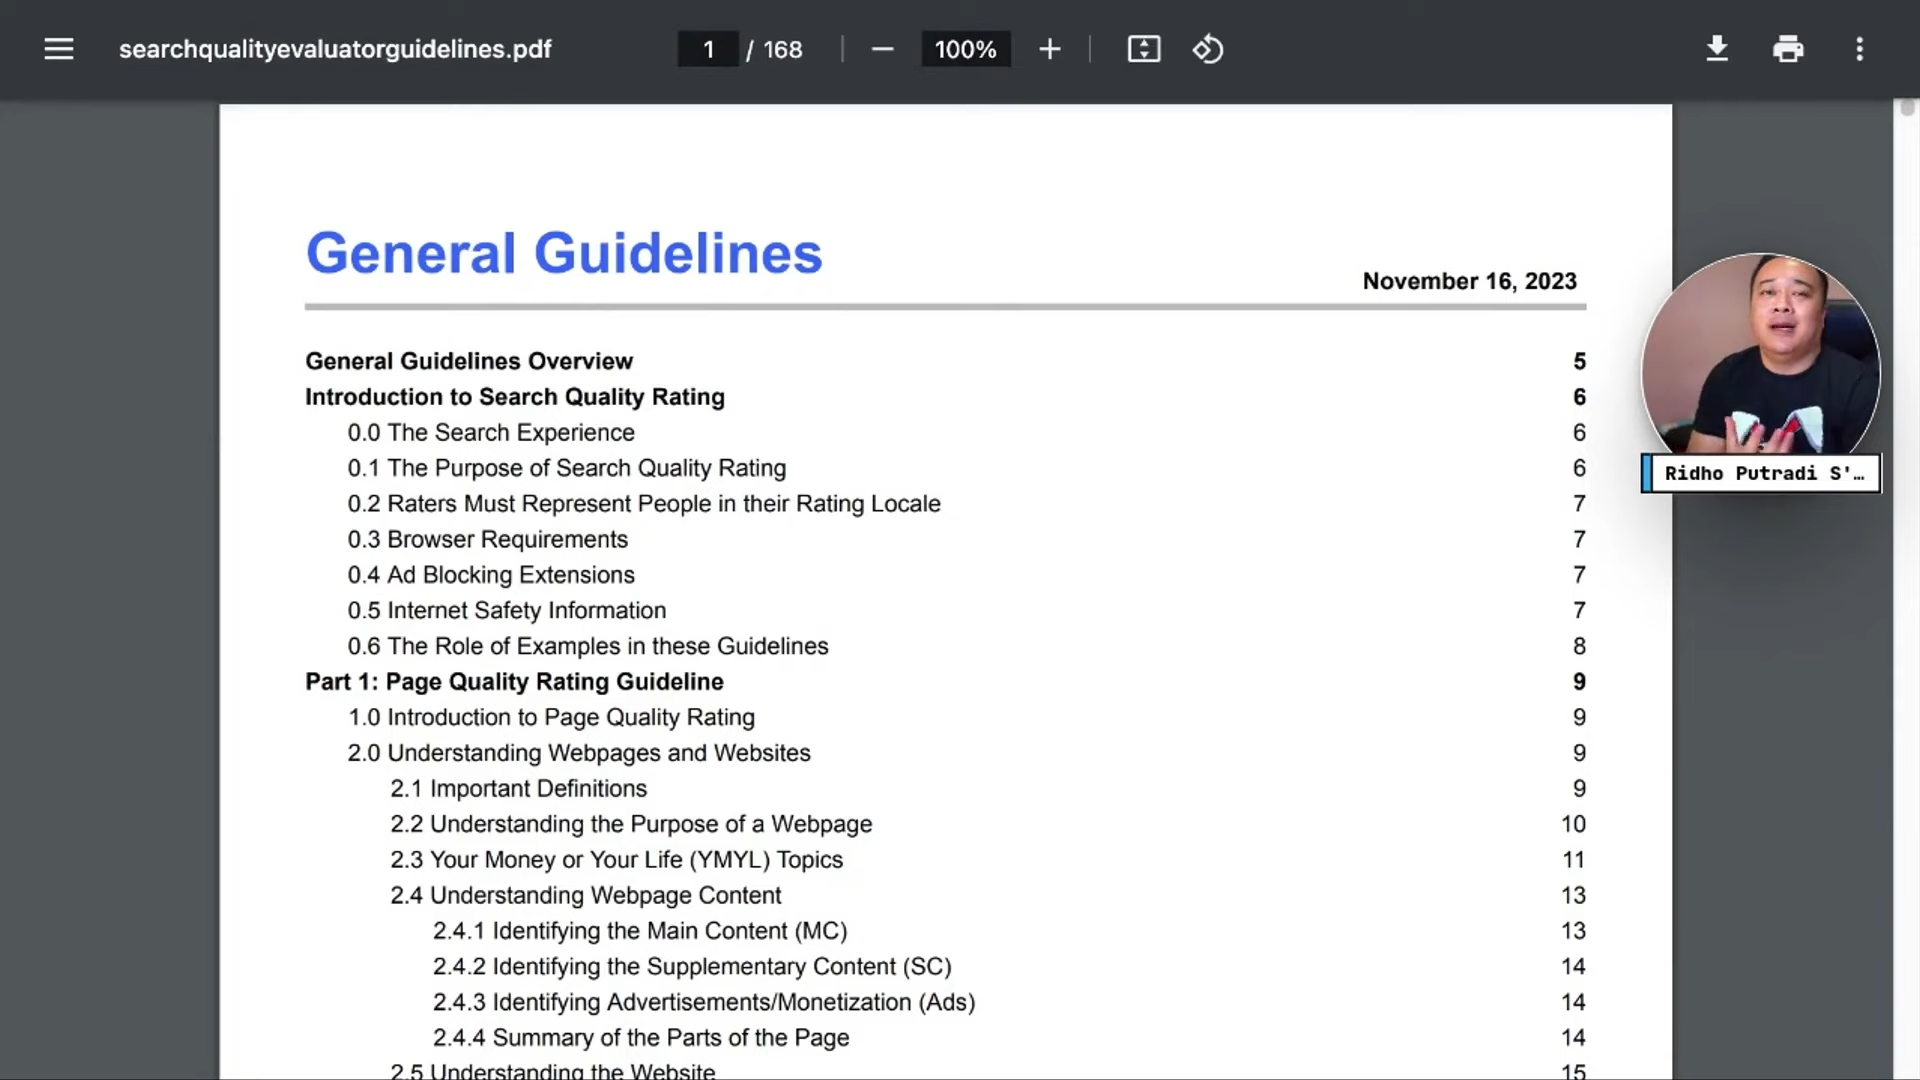 searchqualityevaluatorguidelines.pdf 1 / 168 100%
General Guidelines
November 16, 2023
General Guidelines Overview 5
Introduction to Search Quality Rating 6
0.0 The Search Experience 6
0.1 The Purpose of Search Quality Rating 6
0.2 Raters Must Represent People in their Rating Locale 7
0.3 Browser Requirements 7
0.4 Ad Blocking Extensions 7
0.5 Internet Safety Information 7
0.6 The Role of Examples in these Guidelines 8
Part 1: Page Quality Rating Guideline 9
1.0 Introduction to Page Quality Rating 9
2.0 Understanding Webpages and Websites 9
2.1 Important Definitions 9
2.2 Understanding the Purpose of a Webpage 10
2.3 Your Money or Your Life (YMYL) Topics 11
2.4 Understanding Webpage Content 13
2.4.1 Identifying the Main Content (MC) 13
2.4.2 Identifying the Supplementary Content (SC) 14
2.4.3 Identifying Advertisements/Monetization (Ads) 14
2.4.4 Summary of the Parts of the Page 14
2.5 Understanding the Website 15
Ridho Putradi S'…